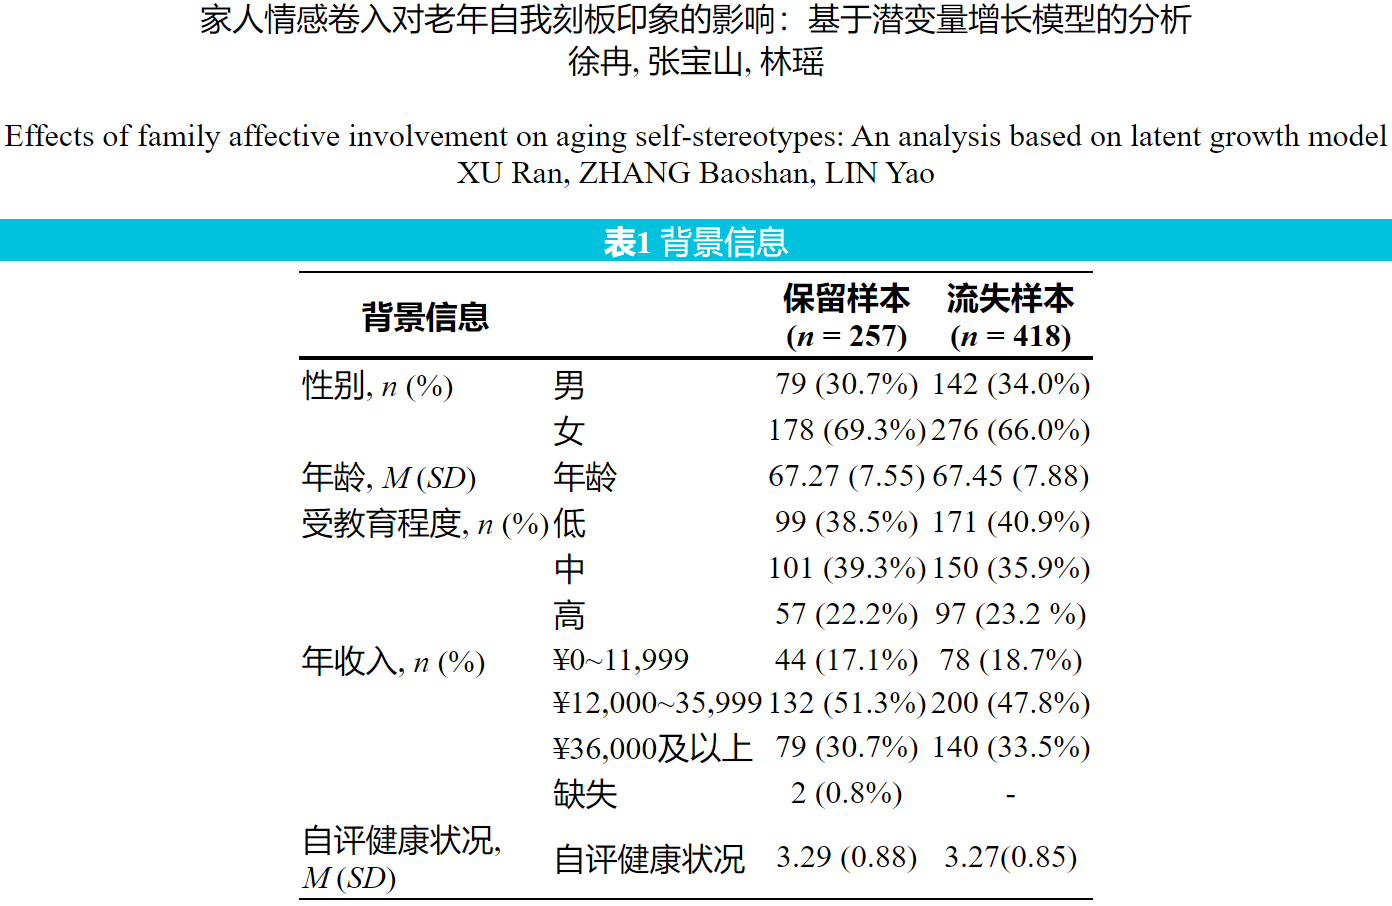 家人情感卷入对老年自我刻板印象的影响：基于潜变量增长模型的分析
徐冉, 张宝山, 林瑶
Effects of family affective involvement on aging self-stereotypes: An analysis based on latent growth model
XU Ran, ZHANG Baoshan, LIN Yao
表1 背景信息
背景信息 保留样本 (n = 257) 流失样本 (n = 418)
性别, n (%) 男 79 (30.7%) 142 (34.0%)
女 178 (69.3%) 276 (66.0%)
年龄, M (SD) 年龄 67.27 (7.55) 67.45 (7.88)
受教育程度, n (%) 低 99 (38.5%) 171 (40.9%)
中 101 (39.3%) 150 (35.9%)
高 57 (22.2%) 97 (23.2 %)
年收入, n (%) ¥0~11,999 44 (17.1%) 78 (18.7%)
¥12,000~35,999 132 (51.3%) 200 (47.8%)
¥36,000及以上 79 (30.7%) 140 (33.5%)
缺失 2 (0.8%) -
自评健康状况, M (SD) 自评健康状况 3.29 (0.88) 3.27(0.85)